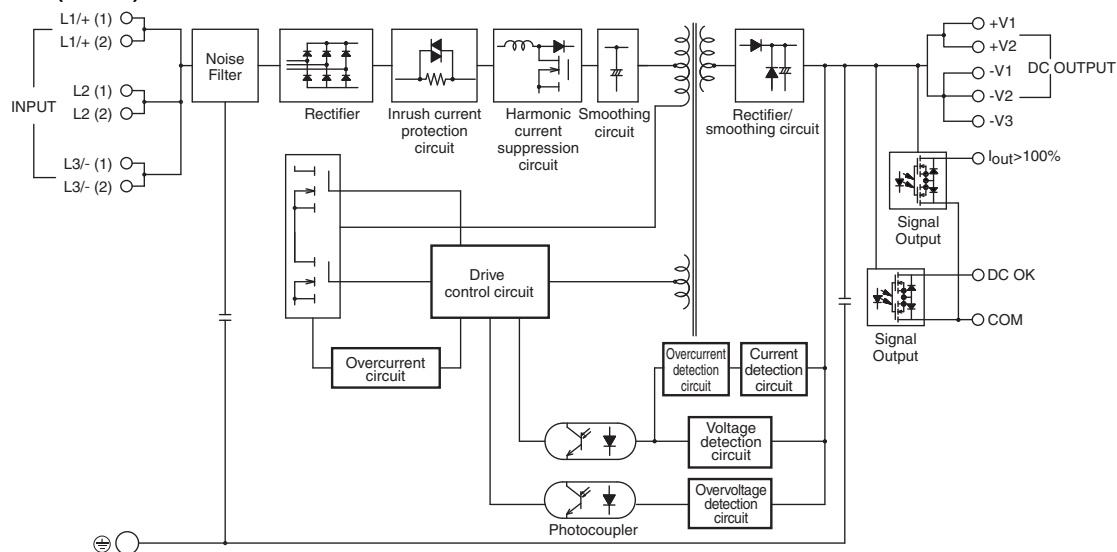 L1/+ (1)
L1/+ (2)
INPUT
L2 (1)
L2 (2)
L3/- (1)
L3/- (2)
Noise
Filter
Rectifier
Inrush current
protection
circuit
Harmonic
current
suppression
circuit
Smoothing
circuit
Rectifier/
smoothing circuit
+V1
+V2
DC OUTPUT
-V1
-V2
-V3
Iout>100%
Signal
Output
DC OK
COM
Signal
Output
Drive
control circuit
Overcurrent
circuit
Overcurrent
detection
circuit
Current
detection
circuit
Voltage
detection
circuit
Overvoltage
detection
circuit
Photocoupler